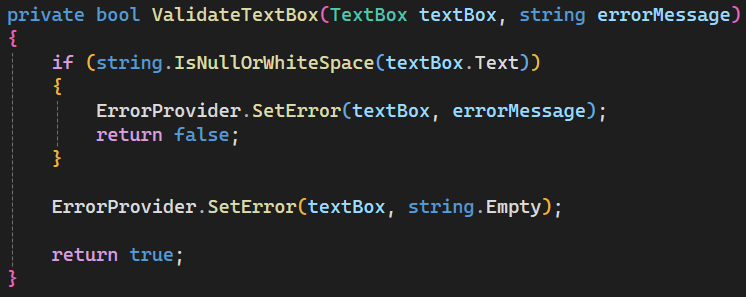 private bool ValidateTextBox(TextBox textBox, string errorMessage)
{
    if (string.IsNullOrWhiteSpace(textBox.Text))
    {
        ErrorProvider.SetError(textBox, errorMessage);
        return false;
    }

    ErrorProvider.SetError(textBox, string.Empty);

    return true;
}